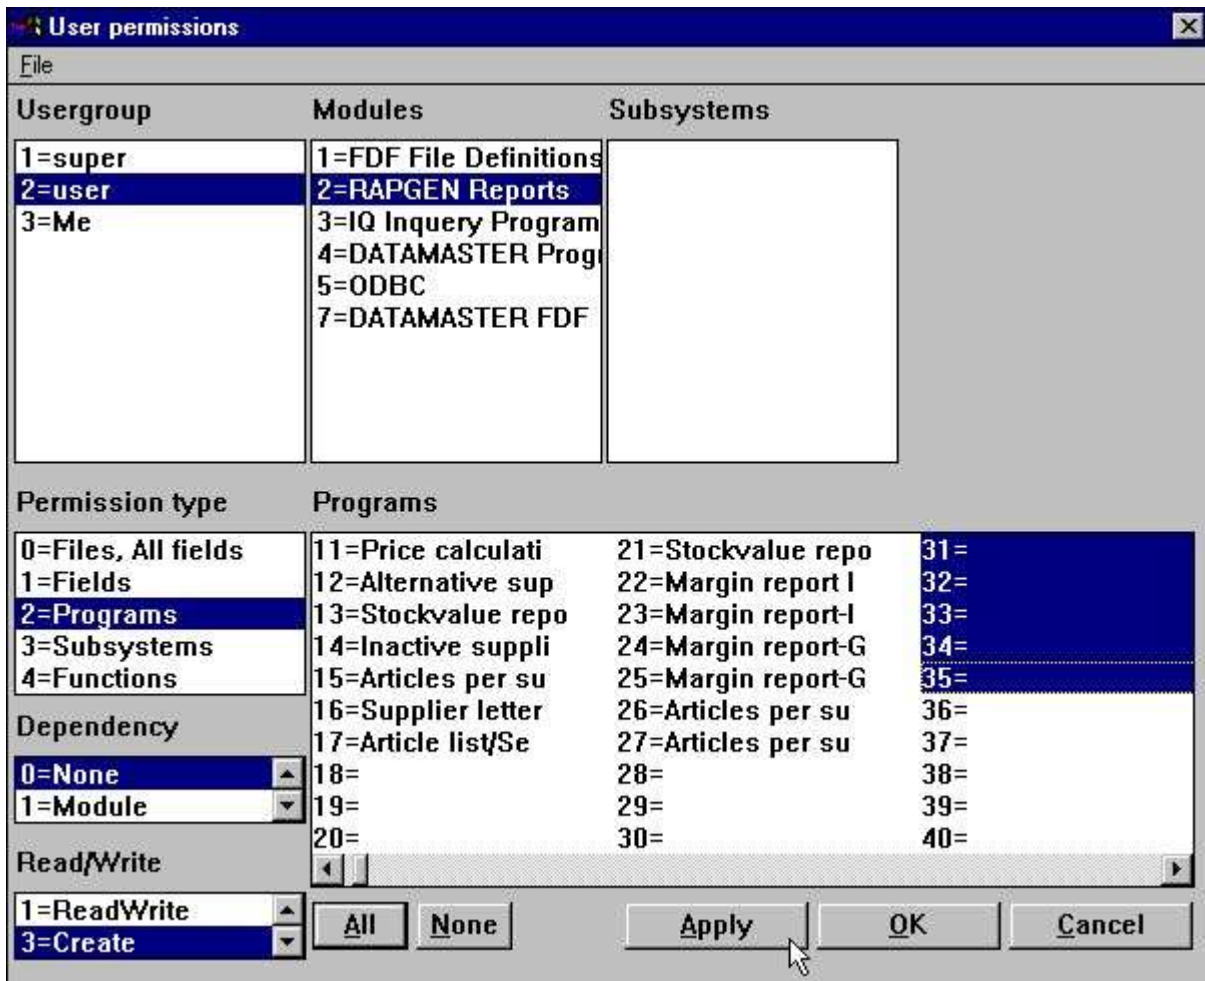 User permissions
File
Usergroup
Modules
Subsystems
1=super
2=user
3=Me
1=FDF File Definitions
2=RAPGEN Reports
3=IQ Inquery Program
4=DATAMASTER Prog
5=ODBC
7=DATAMASTER FDF
Permission type
0=Files, All fields
1=Fields
2=Programs
3=Subsystems
4=Functions
Dependency
0=None
1=Module
Read/Write
1=ReadWrite
3=Create
Programs
11=Price calculati
12=Alternative sup
13=Stockvalue repo
14=Inactive suppli
15=Articles per su
16=Supplier letter
17=Article list/Se
18=
19=
20=
21=Stockvalue repo
22=Margin report I
23=Margin report-I
24=Margin report-G
25=Margin report-G
26=Articles per su
27=Articles per su
28=
29=
30=
31=
32=
33=
34=
35=
36=
37=
38=
39=
40=
All
None
Apply
OK
Cancel